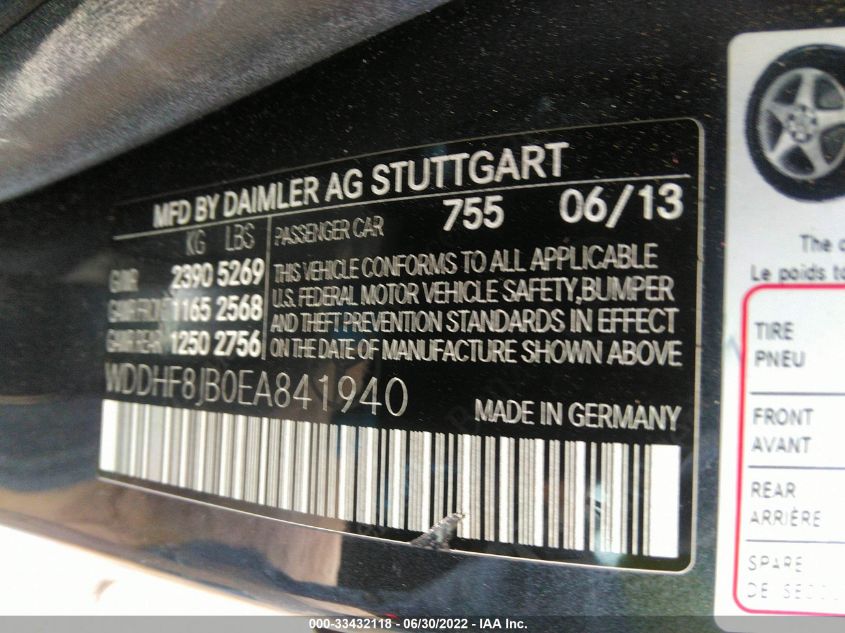 MFD BY DAIMLER AG STUTTGART
KG LBS PASSENGER CAR 755 06/13
GVWR 2390 5269 THIS VEHICLE CONFORMS TO ALL APPLICABLE
GAWR FRONT 1165 2568 U.S. FEDERAL MOTOR VEHICLE SAFETY,BUMPER
GAWR REAR 1250 2756 AND THEFT PREVENTION STANDARDS IN EFFECT
ON THE DATE OF MANUFACTURE SHOWN ABOVE
WDDHF8JB0EA841940 MADE IN GERMANY
The
Le poids
TIRE
PNEU
FRONT
AVANT
REAR
ARRIÈRE
SPARE
DE
000-33432118 - 06/30/2022 - IAA Inc.